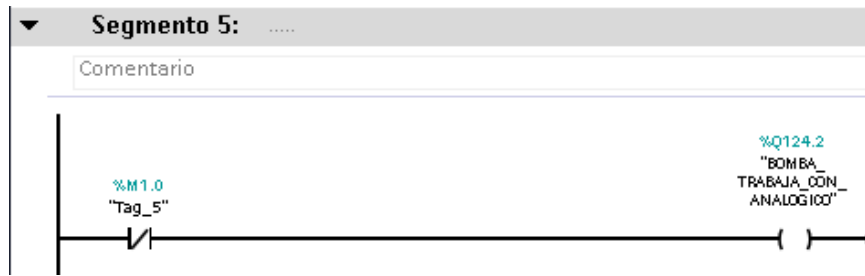 Segmento 5: .....
Comentario
%Q124.2
"BOMBA_
TRABAJA_CON_
ANALOGICO"
%M1.0
"Tag_5"